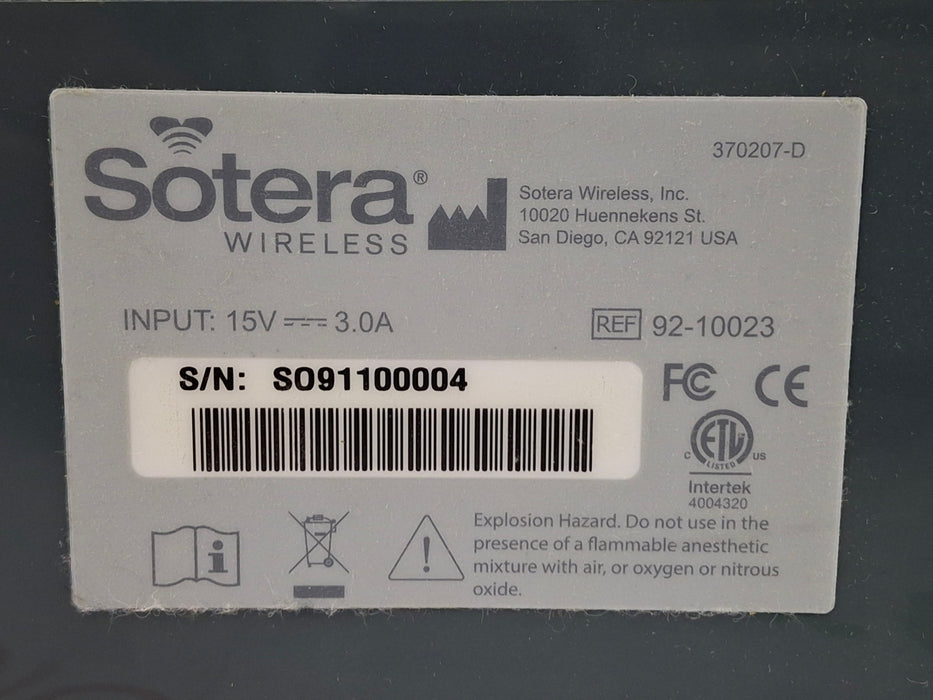 370207-D
Sotera®
WIRELESS
Sotera Wireless, Inc.
10020 Huennekens St.
San Diego, CA 92121 USA
INPUT: 15V ⎓ 3.0A
REF 92-10023
S/N: SO91100004
FC CE
ETL
C LISTED US
Intertek
4004320
i
!
Explosion Hazard. Do not use in the
presence of a flammable anesthetic
mixture with air, or oxygen or nitrous
oxide.